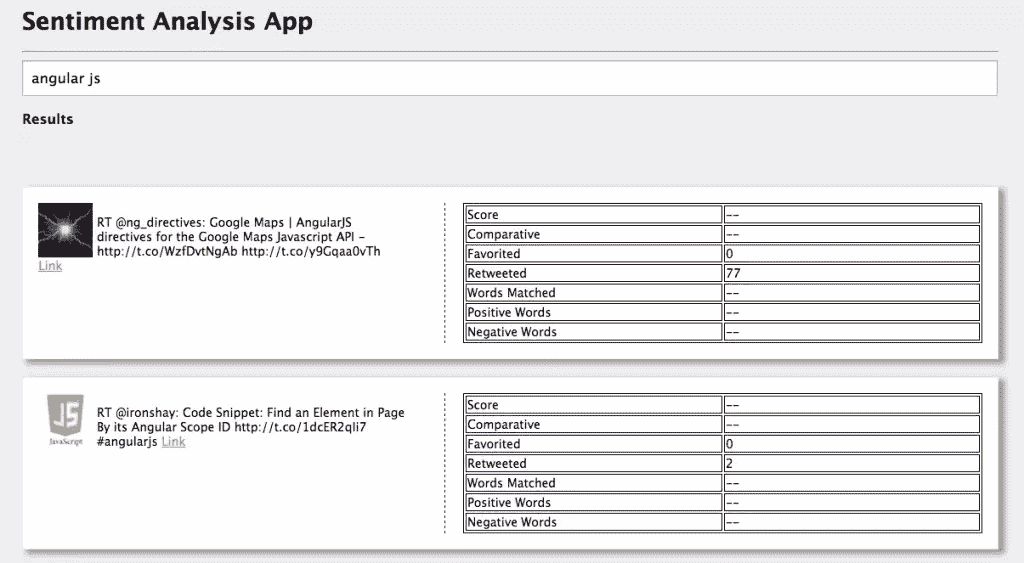 Sentiment Analysis App
angular js
Results
RT @ng_directives: Google Maps | AngularJS
directives for the Google Maps Javascript API -
http://t.co/WzfDvtNgAb http://t.co/y9Gqaa0vTh
Link
Score --
Comparative --
Favorited 0
Retweeted 77
Words Matched --
Positive Words --
Negative Words --
JS
JavaScript
RT @ironshay: Code Snippet: Find an Element in Page
By its Angular Scope ID http://t.co/1dcER2qli7
#angularjs Link
Score --
Comparative --
Favorited 0
Retweeted 2
Words Matched --
Positive Words --
Negative Words --